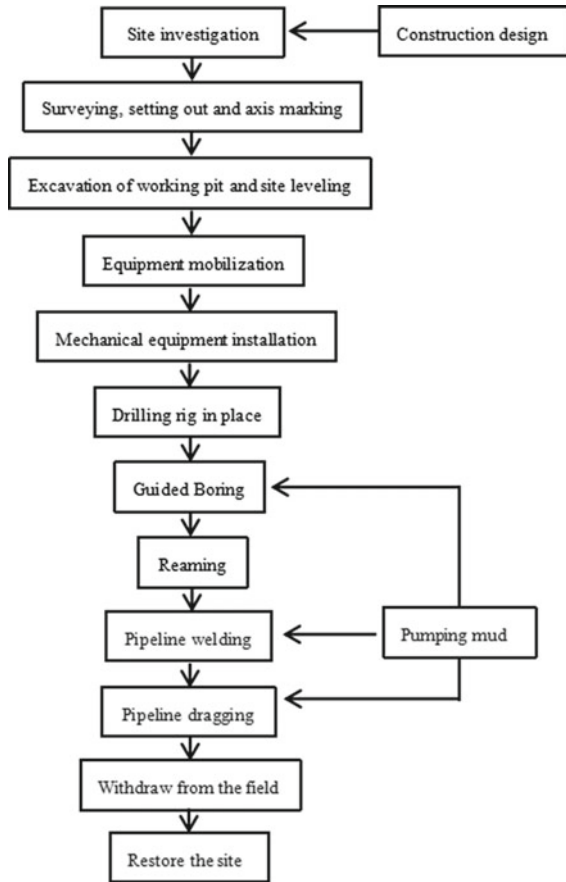 Site investigation
Construction design
Surveying, setting out and axis marking
Excavation of working pit and site leveling
Equipment mobilization
Mechanical equipment installation
Drilling rig in place
Guided Boring
Reaming
Pipeline welding
Pumping mud
Pipeline dragging
Withdraw from the field
Restore the site